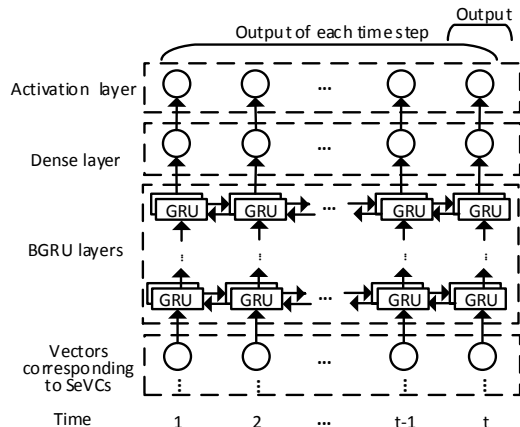 Output
Output of each time step
Activation layer
...
Dense layer
...
GRU GRU ... GRU GRU
BGRU layers
... ... ... ...
GRU GRU ... GRU GRU
Vectors
corresponding
to SeVCs
...
... ... ... ...
Time 1 2 ... t-1 t